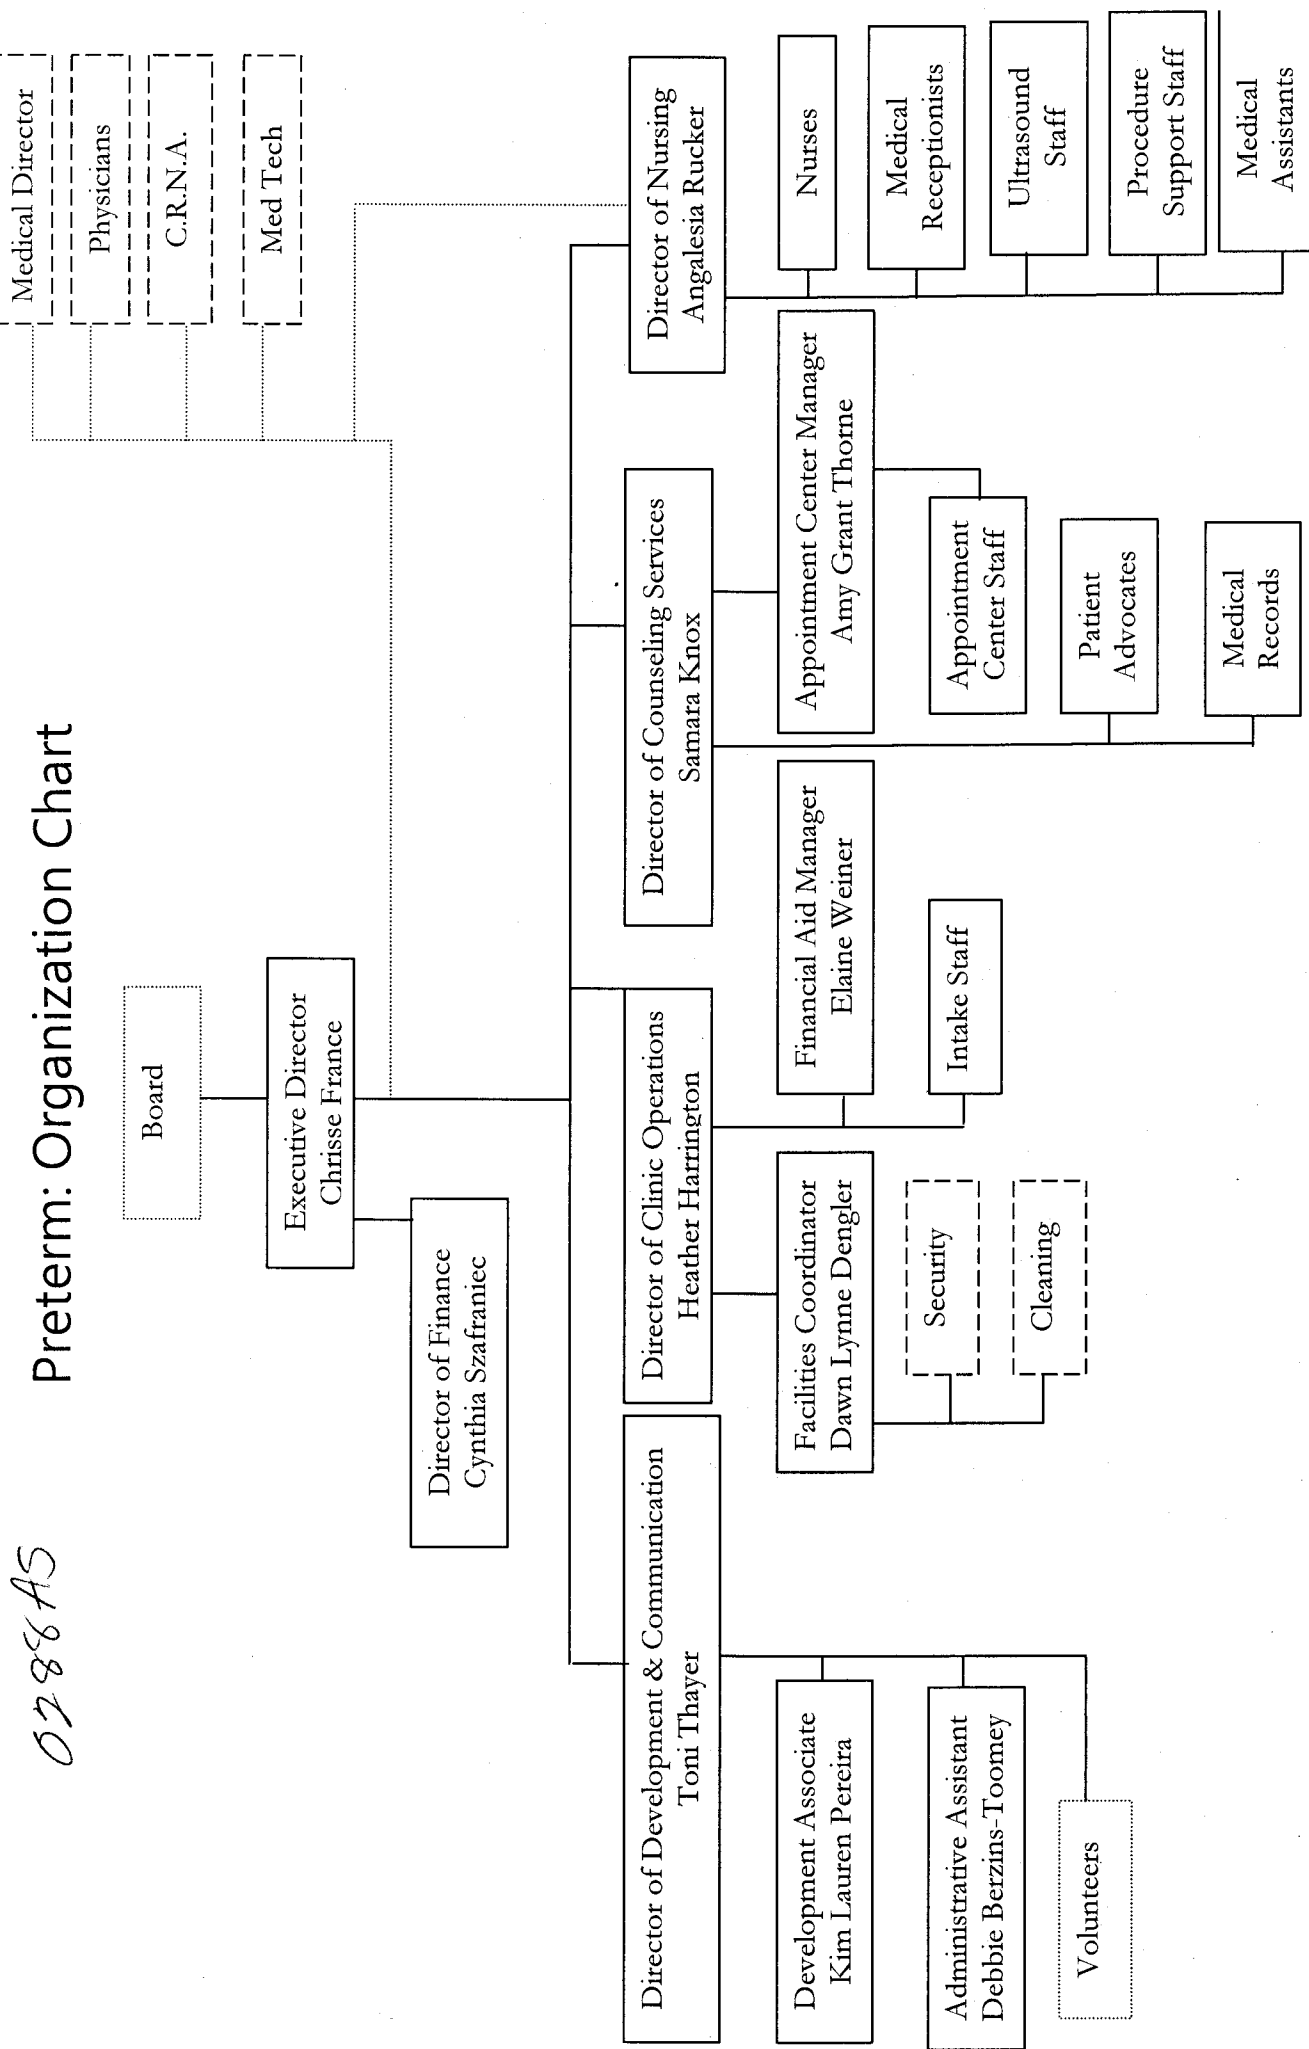 0288 AS
Preterm: Organization Chart
Medical Director
Physicians
C.R.N.A.
Med Tech
Board
Executive Director
Chrisse France
Director of Finance
Cynthia Szafraniec
Director of Development & Communication
Toni Thayer
Director of Clinic Operations
Heather Harrington
Director of Counseling Services
Samara Knox
Director of Nursing
Angalesia Rucker
Development Associate
Kim Lauren Pereira
Administrative Assistant
Debbie Berzins-Toomey
Volunteers
Facilities Coordinator
Dawn Lynne Dengler
Security
Cleaning
Financial Aid Manager
Elaine Weiner
Intake Staff
Appointment Center Manager
Amy Grant Thorne
Appointment
Center Staff
Patient
Advocates
Medical
Records
Nurses
Medical
Receptionists
Ultrasound
Staff
Procedure
Support Staff
Medical
Assistants